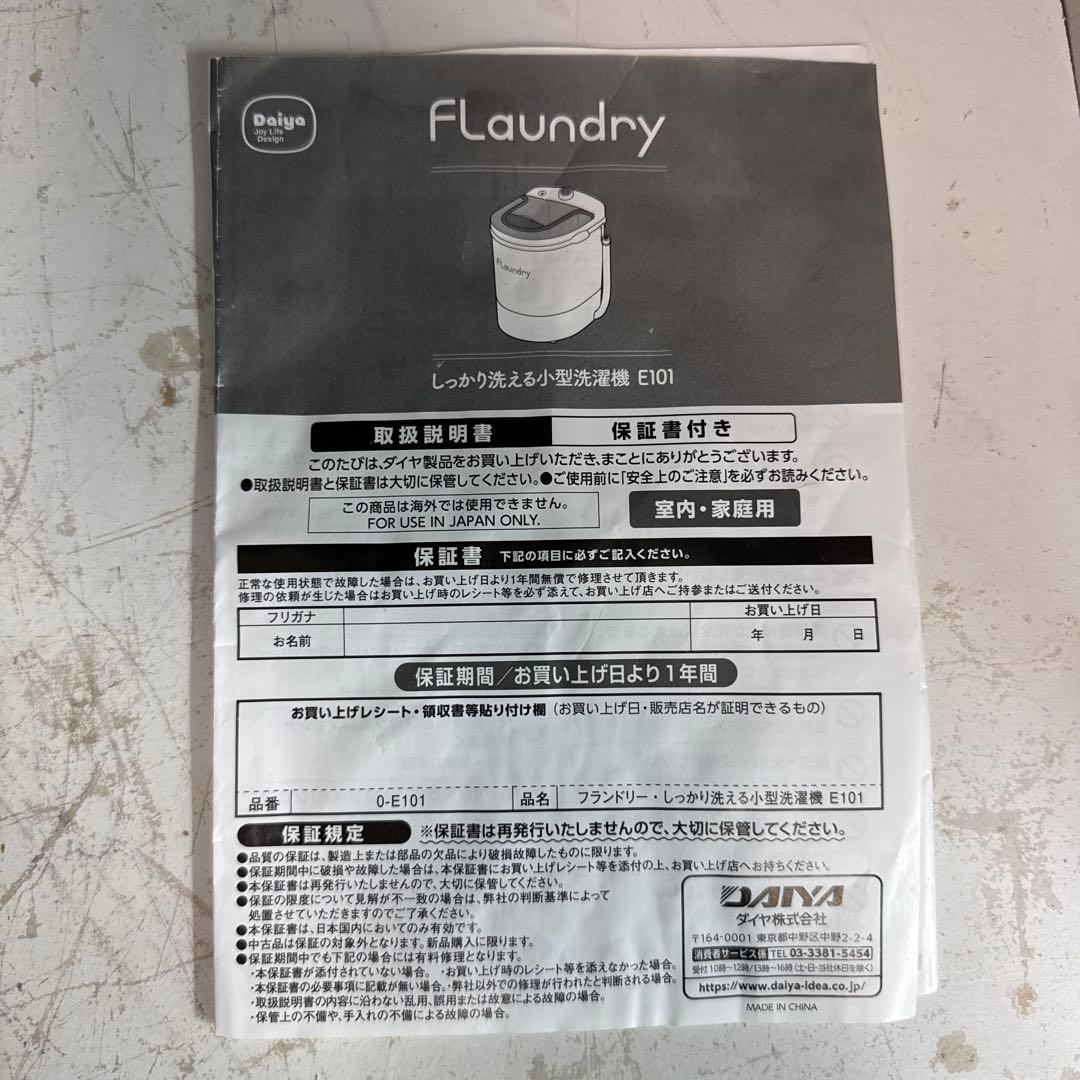 Daiya
Joy Life
Design
FLaundry
FLaundry
しっかり洗える小型洗濯機 E101
取扱説明書 保証書付き
このたびは、ダイヤ製品をお買い上げいただき、まことにありがとうございます。
●取扱説明書と保証書は大切に保管してください。●ご使用前に「安全上のご注意」を必ずお読みください。
この商品は海外では使用できません。
FOR USE IN JAPAN ONLY.
室内・家庭用
保証書 下記の項目に必ずご記入ください。
正常な使用状態で故障した場合は、お買い上げ日より1年間無償で修理させて頂きます。
修理の依頼が生じた場合はお買い上げ時のレシート等を必ず添えて、お買い上げ店へご持参またはご送付ください。
フリガナ お買い上げ日
お名前 年 月 日
保証期間/お買い上げ日より1年間
お買い上げレシート・領収書等貼り付け欄(お買い上げ日・販売店名が証明できるもの)
品番 0-E101 品名 フランドリー・しっかり洗える小型洗濯機 E101
保証規定 ※保証書は再発行いたしませんので、大切に保管してください。
●品質の保証は、製造上または部品の欠品により破損故障したものに限ります。
●保証期間中に破損や故障した場合は、本保証書にお買い上げレシート等を添付の上、お買い上げ店へお持ちください。
●本保証書は再発行いたしませんので、大切に保管してください。
●保証の限度について見解が不一致の場合は、弊社の判断基準によって
処置させていただきますのでご了承ください。
●本保証書は、日本国内においてのみ有効です。
●中古品は保証の対象外となります。新品購入に限ります。
●保証期間中でも下記の場合には有料修理となります。
・本保証書が添付されていない場合。 ・お買い上げ時のレシート等を添えなかった場合。
・本保証書の必要事項に記載が無い場合。・弊社以外での修理が行われたと判断される場合。
・取扱説明書の内容に沿わない乱用、誤用または故意による故障の場合。
・保管上の不備や、手入れの不備による故障の場合。
DAIYA
ダイヤ株式会社
〒164-0001 東京都中野区中野2-2-4
消費者サービス係 TEL 03-3381-5454
受付 10時〜12時/13時〜16時(土・日・当社休日を除く)
https://www.daiya-idea.co.jp/
MADE IN CHINA